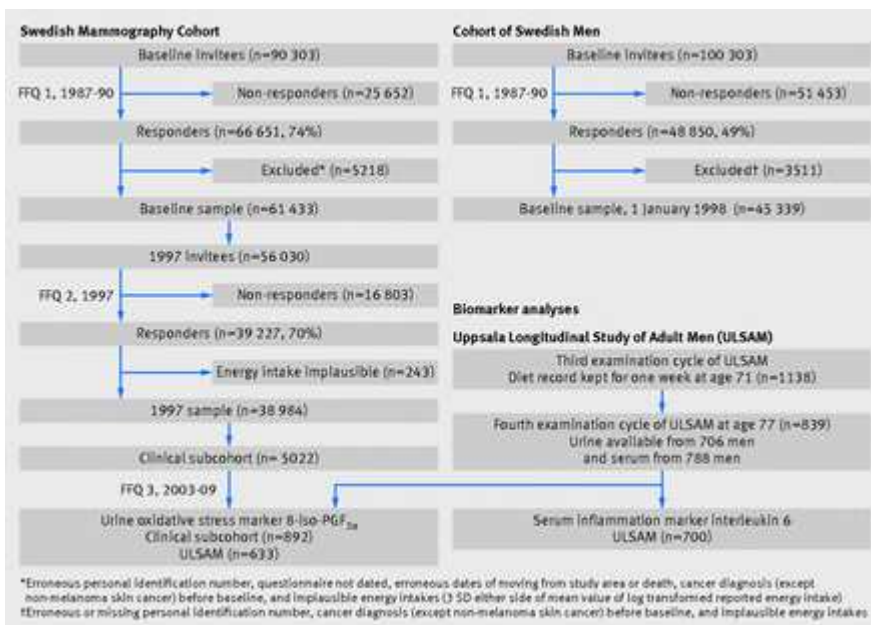 Swedish Mammography Cohort
Baseline invitees (n=90 303)
FFQ 1, 1987-90
Non-responders (n=25 652)
Responders (n=66 651, 74%)
Excluded* (n=5218)
Baseline sample (n=61 433)
1997 invitees (n=56 030)
FFQ 2, 1997
Non-responders (n=16 803)
Responders (n=39 227, 70%)
Energy intake implausible (n=243)
1997 sample (n=38 984)
Clinical subcohort (n= 5022)
FFQ 3, 2003-09
Urine oxidative stress marker 8-iso-PGF2α
Clinical subcohort (n=892)
ULSAM (n=633)
Cohort of Swedish Men
Baseline invitees (n=100 303)
FFQ 1, 1987-90
Non-responders (n=51 453)
Responders (n=48 850, 49%)
Excluded† (n=3511)
Baseline sample, 1 January 1998 (n=45 339)
Biomarker analyses
Uppsala Longitudinal Study of Adult Men (ULSAM)
Third examination cycle of ULSAM
Diet record kept for one week at age 71 (n=1138)
Fourth examination cycle of ULSAM at age 77 (n=839)
Urine available from 706 men
and serum from 788 men
Serum inflammation marker interleukin 6
ULSAM (n=700)
*Erroneous personal identification number, questionnaire not dated, erroneous dates of moving from study area or death, cancer diagnosis (except
non-melanoma skin cancer) before baseline, and implausible energy intakes (3 SD either side of mean value of log transformed reported energy intake)
†Erroneous or missing personal identification number, cancer diagnosis (except non-melanoma skin cancer) before baseline, and implausible energy intakes